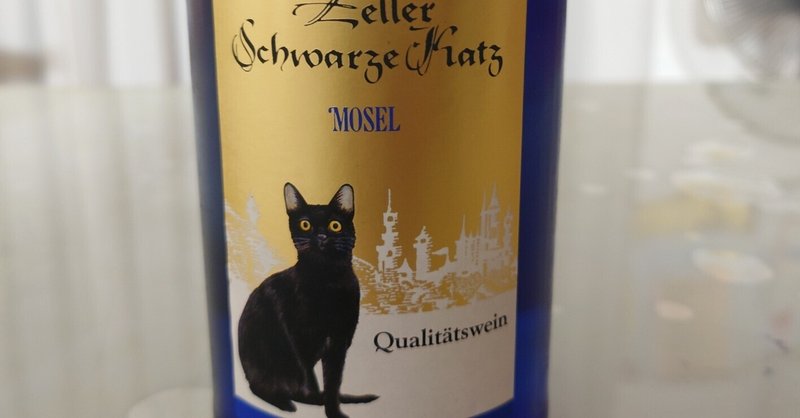 Zeller
Schwarze Katz
MOSEL
Qualitätswein